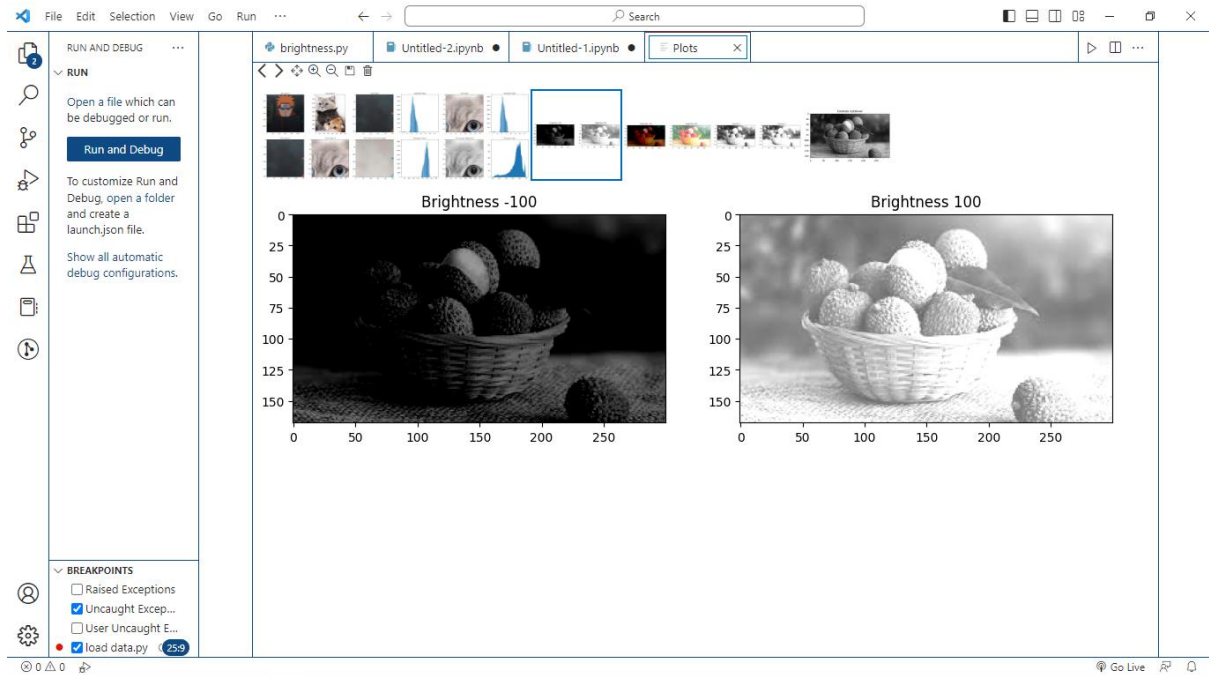 File Edit Selection View Go Run ···
Search
RUN AND DEBUG ···
RUN
Open a file which can
be debugged or run.
Run and Debug
To customize Run and
Debug, open a folder
and create a
launch.json file.
Show all automatic
debug configurations.
BREAKPOINTS
Raised Exceptions
Uncaught Excep...
User Uncaught E...
load data.py
25:9
2
brightness.py
Untitled-2.ipynb
Untitled-1.ipynb
Plots
Brightness -100
0
25
50
75
100
125
150
0 50 100 150 200 250
Brightness 100
0
25
50
75
100
125
150
0 50 100 150 200 250
0 0
Go Live